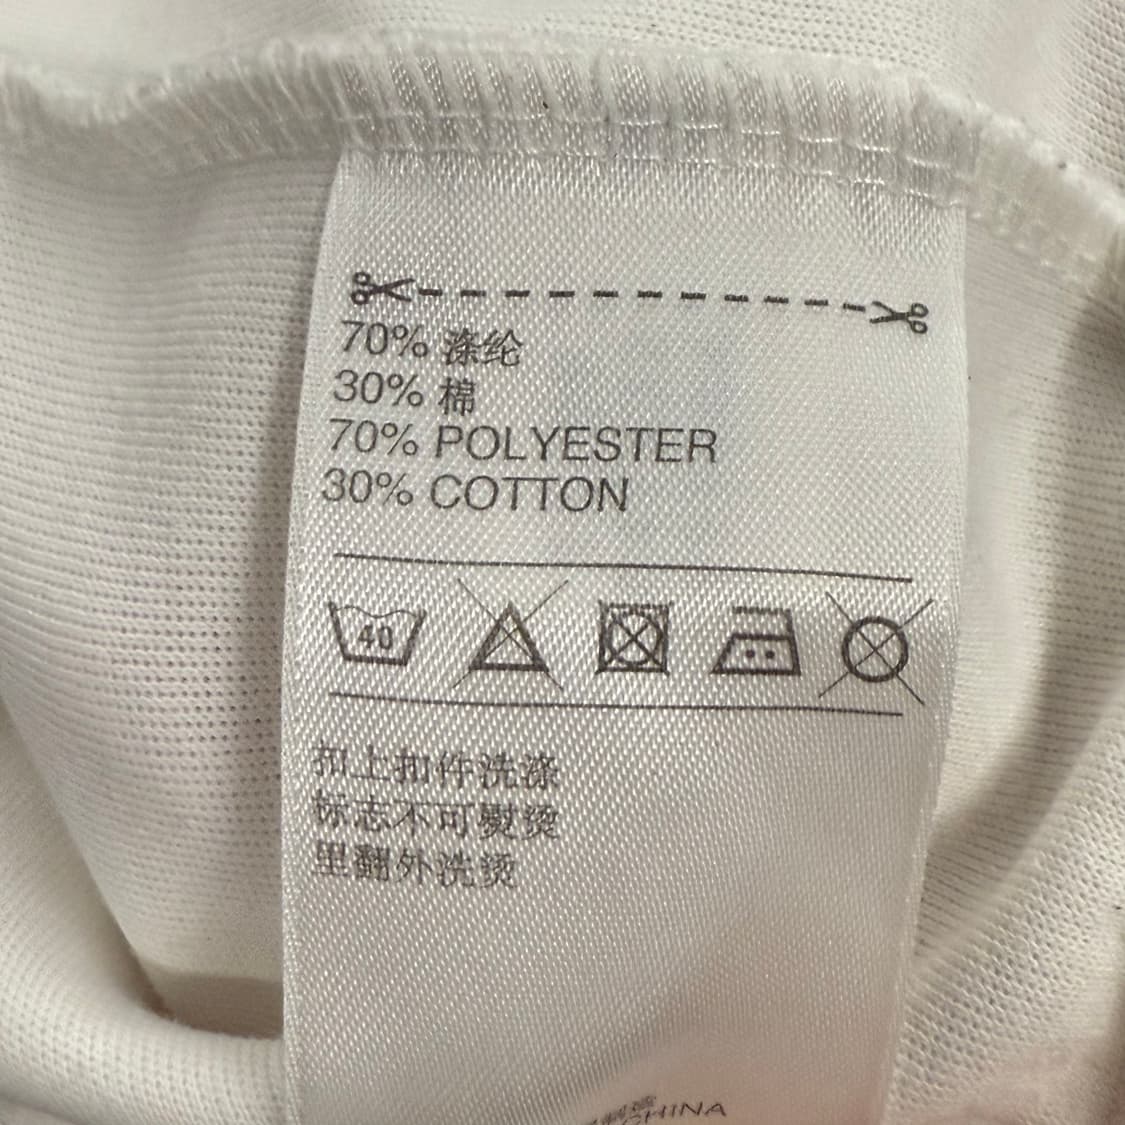 70% 涤纶
30% 棉
70% POLYESTER
30% COTTON
40
扣上扣件洗涤
标志不可熨烫
里翻外洗烫
CHINA